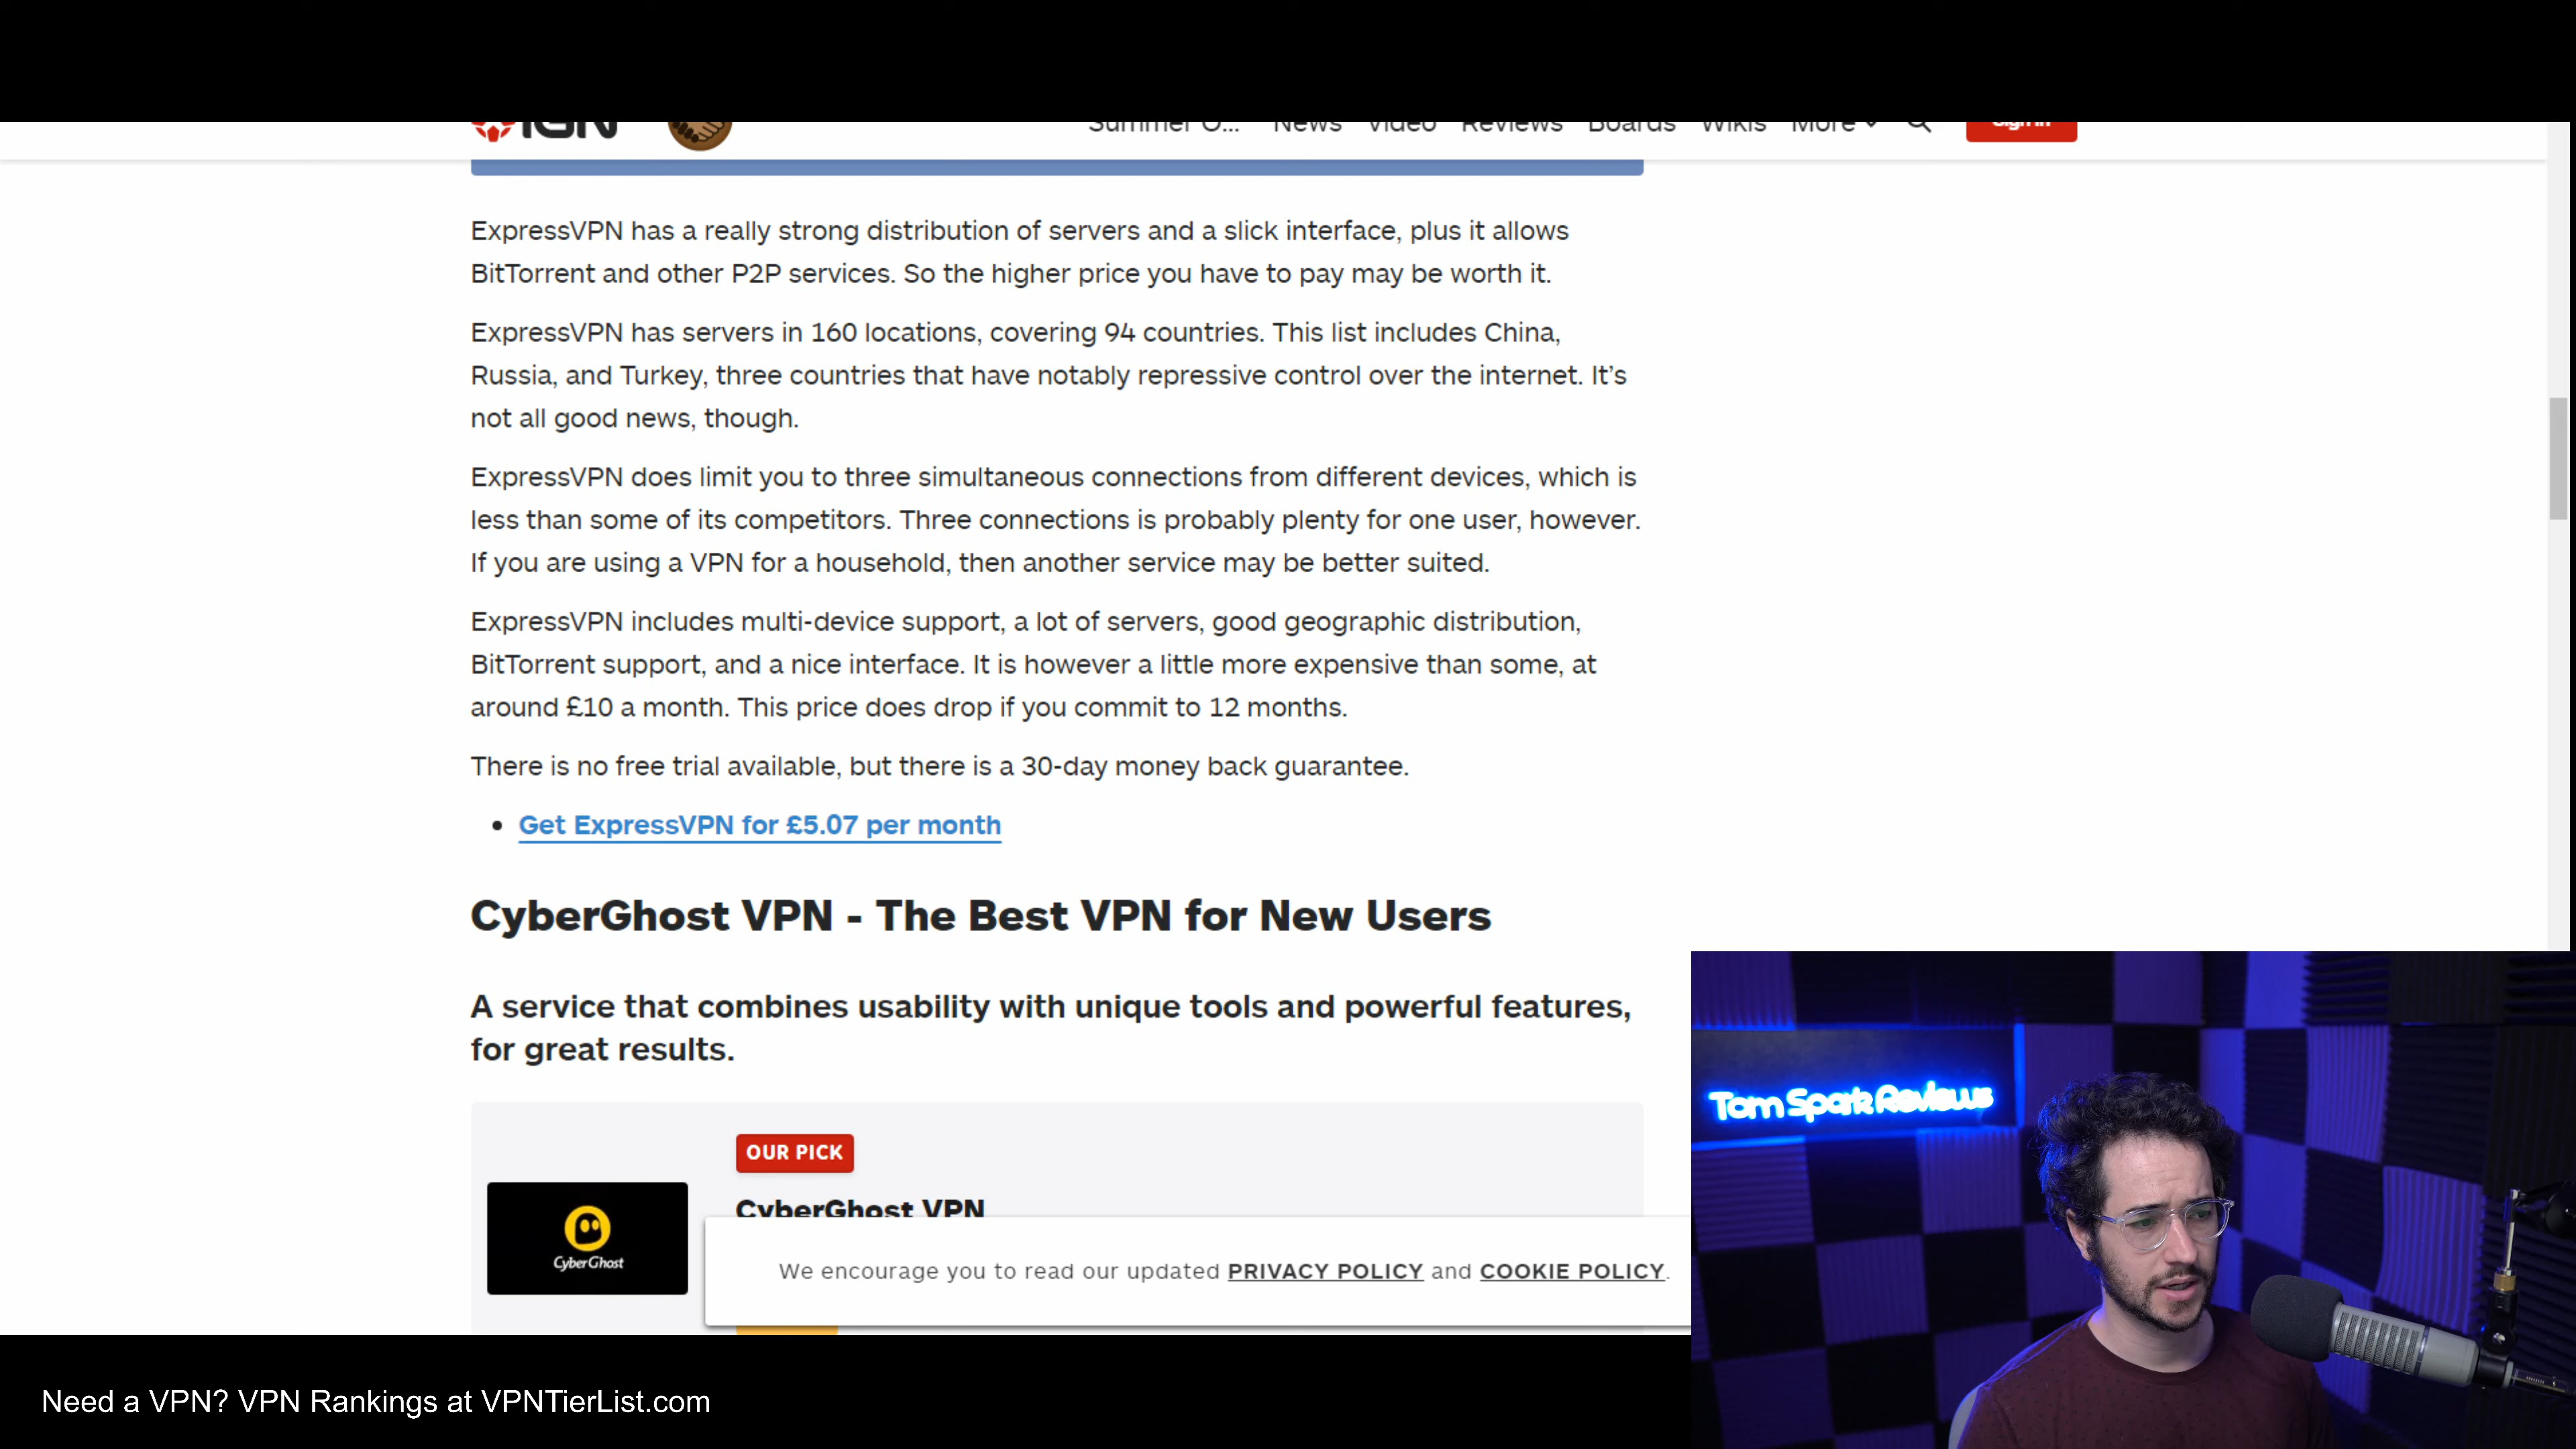 IGN
Summer O... News Video Reviews Boards Wikis More
Sign In
ExpressVPN has a really strong distribution of servers and a slick interface, plus it allows
BitTorrent and other P2P services. So the higher price you have to pay may be worth it.
ExpressVPN has servers in 160 locations, covering 94 countries. This list includes China,
Russia, and Turkey, three countries that have notably repressive control over the internet. It’s
not all good news, though.
ExpressVPN does limit you to three simultaneous connections from different devices, which is
less than some of its competitors. Three connections is probably plenty for one user, however.
If you are using a VPN for a household, then another service may be better suited.
ExpressVPN includes multi-device support, a lot of servers, good geographic distribution,
BitTorrent support, and a nice interface. It is however a little more expensive than some, at
around £10 a month. This price does drop if you commit to 12 months.
There is no free trial available, but there is a 30-day money back guarantee.
• Get ExpressVPN for £5.07 per month
CyberGhost VPN - The Best VPN for New Users
A service that combines usability with unique tools and powerful features,
for great results.
OUR PICK
CyberGhost VPN
CyberGhost
We encourage you to read our updated PRIVACY POLICY and COOKIE POLICY.
Tom Spark Reviews
Need a VPN? VPN Rankings at VPNTierList.com